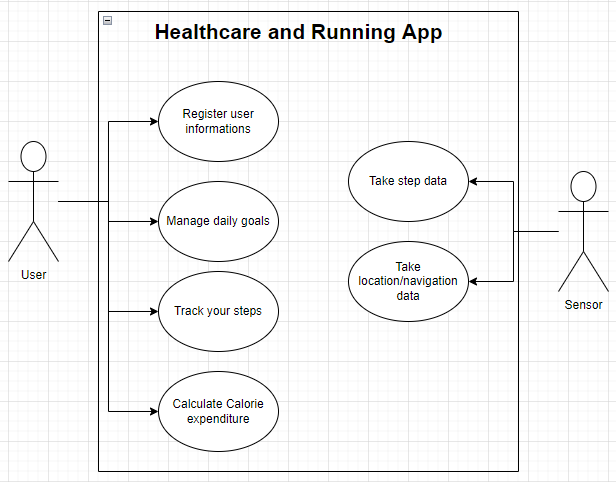 Healthcare and Running App
Register user
informations
Manage daily goals
Track your steps
Calculate Calorie
expenditure
Take step data
Take
location/navigation
data
User
Sensor